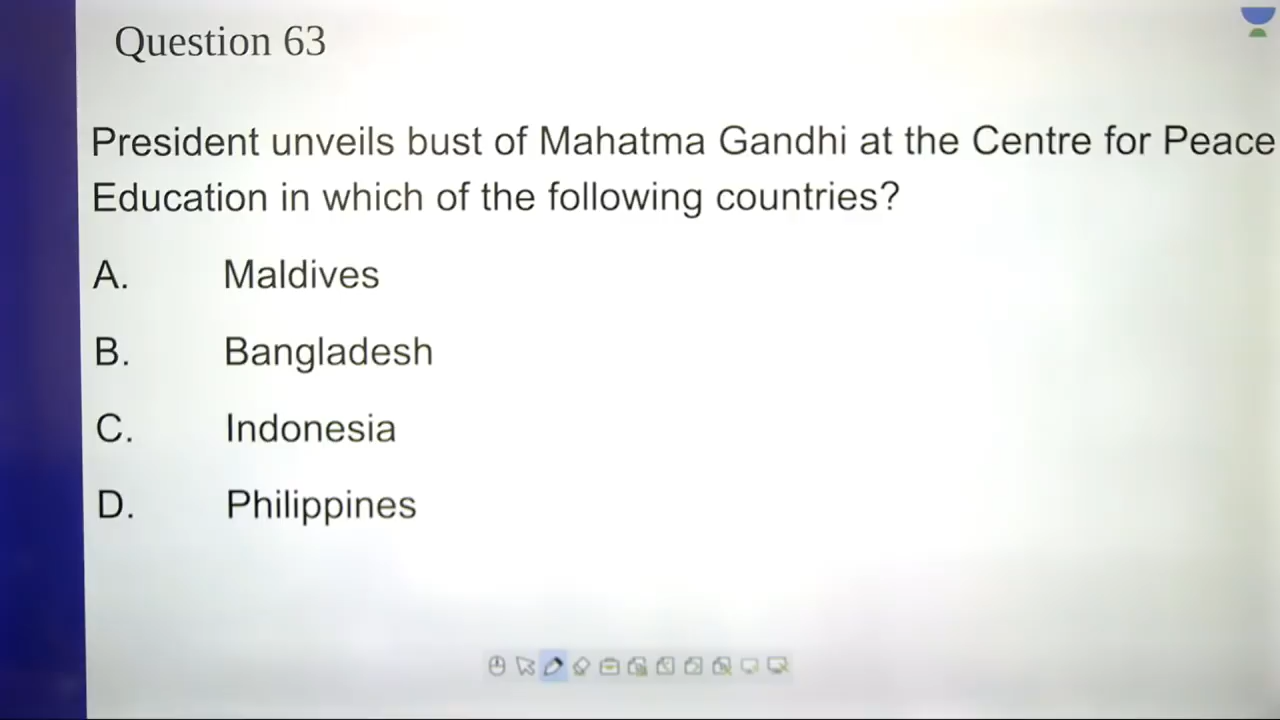 Question 63
President unveils bust of Mahatma Gandhi at the Centre for Peace
Education in which of the following countries?
A. Maldives
B. Bangladesh
C. Indonesia
D. Philippines